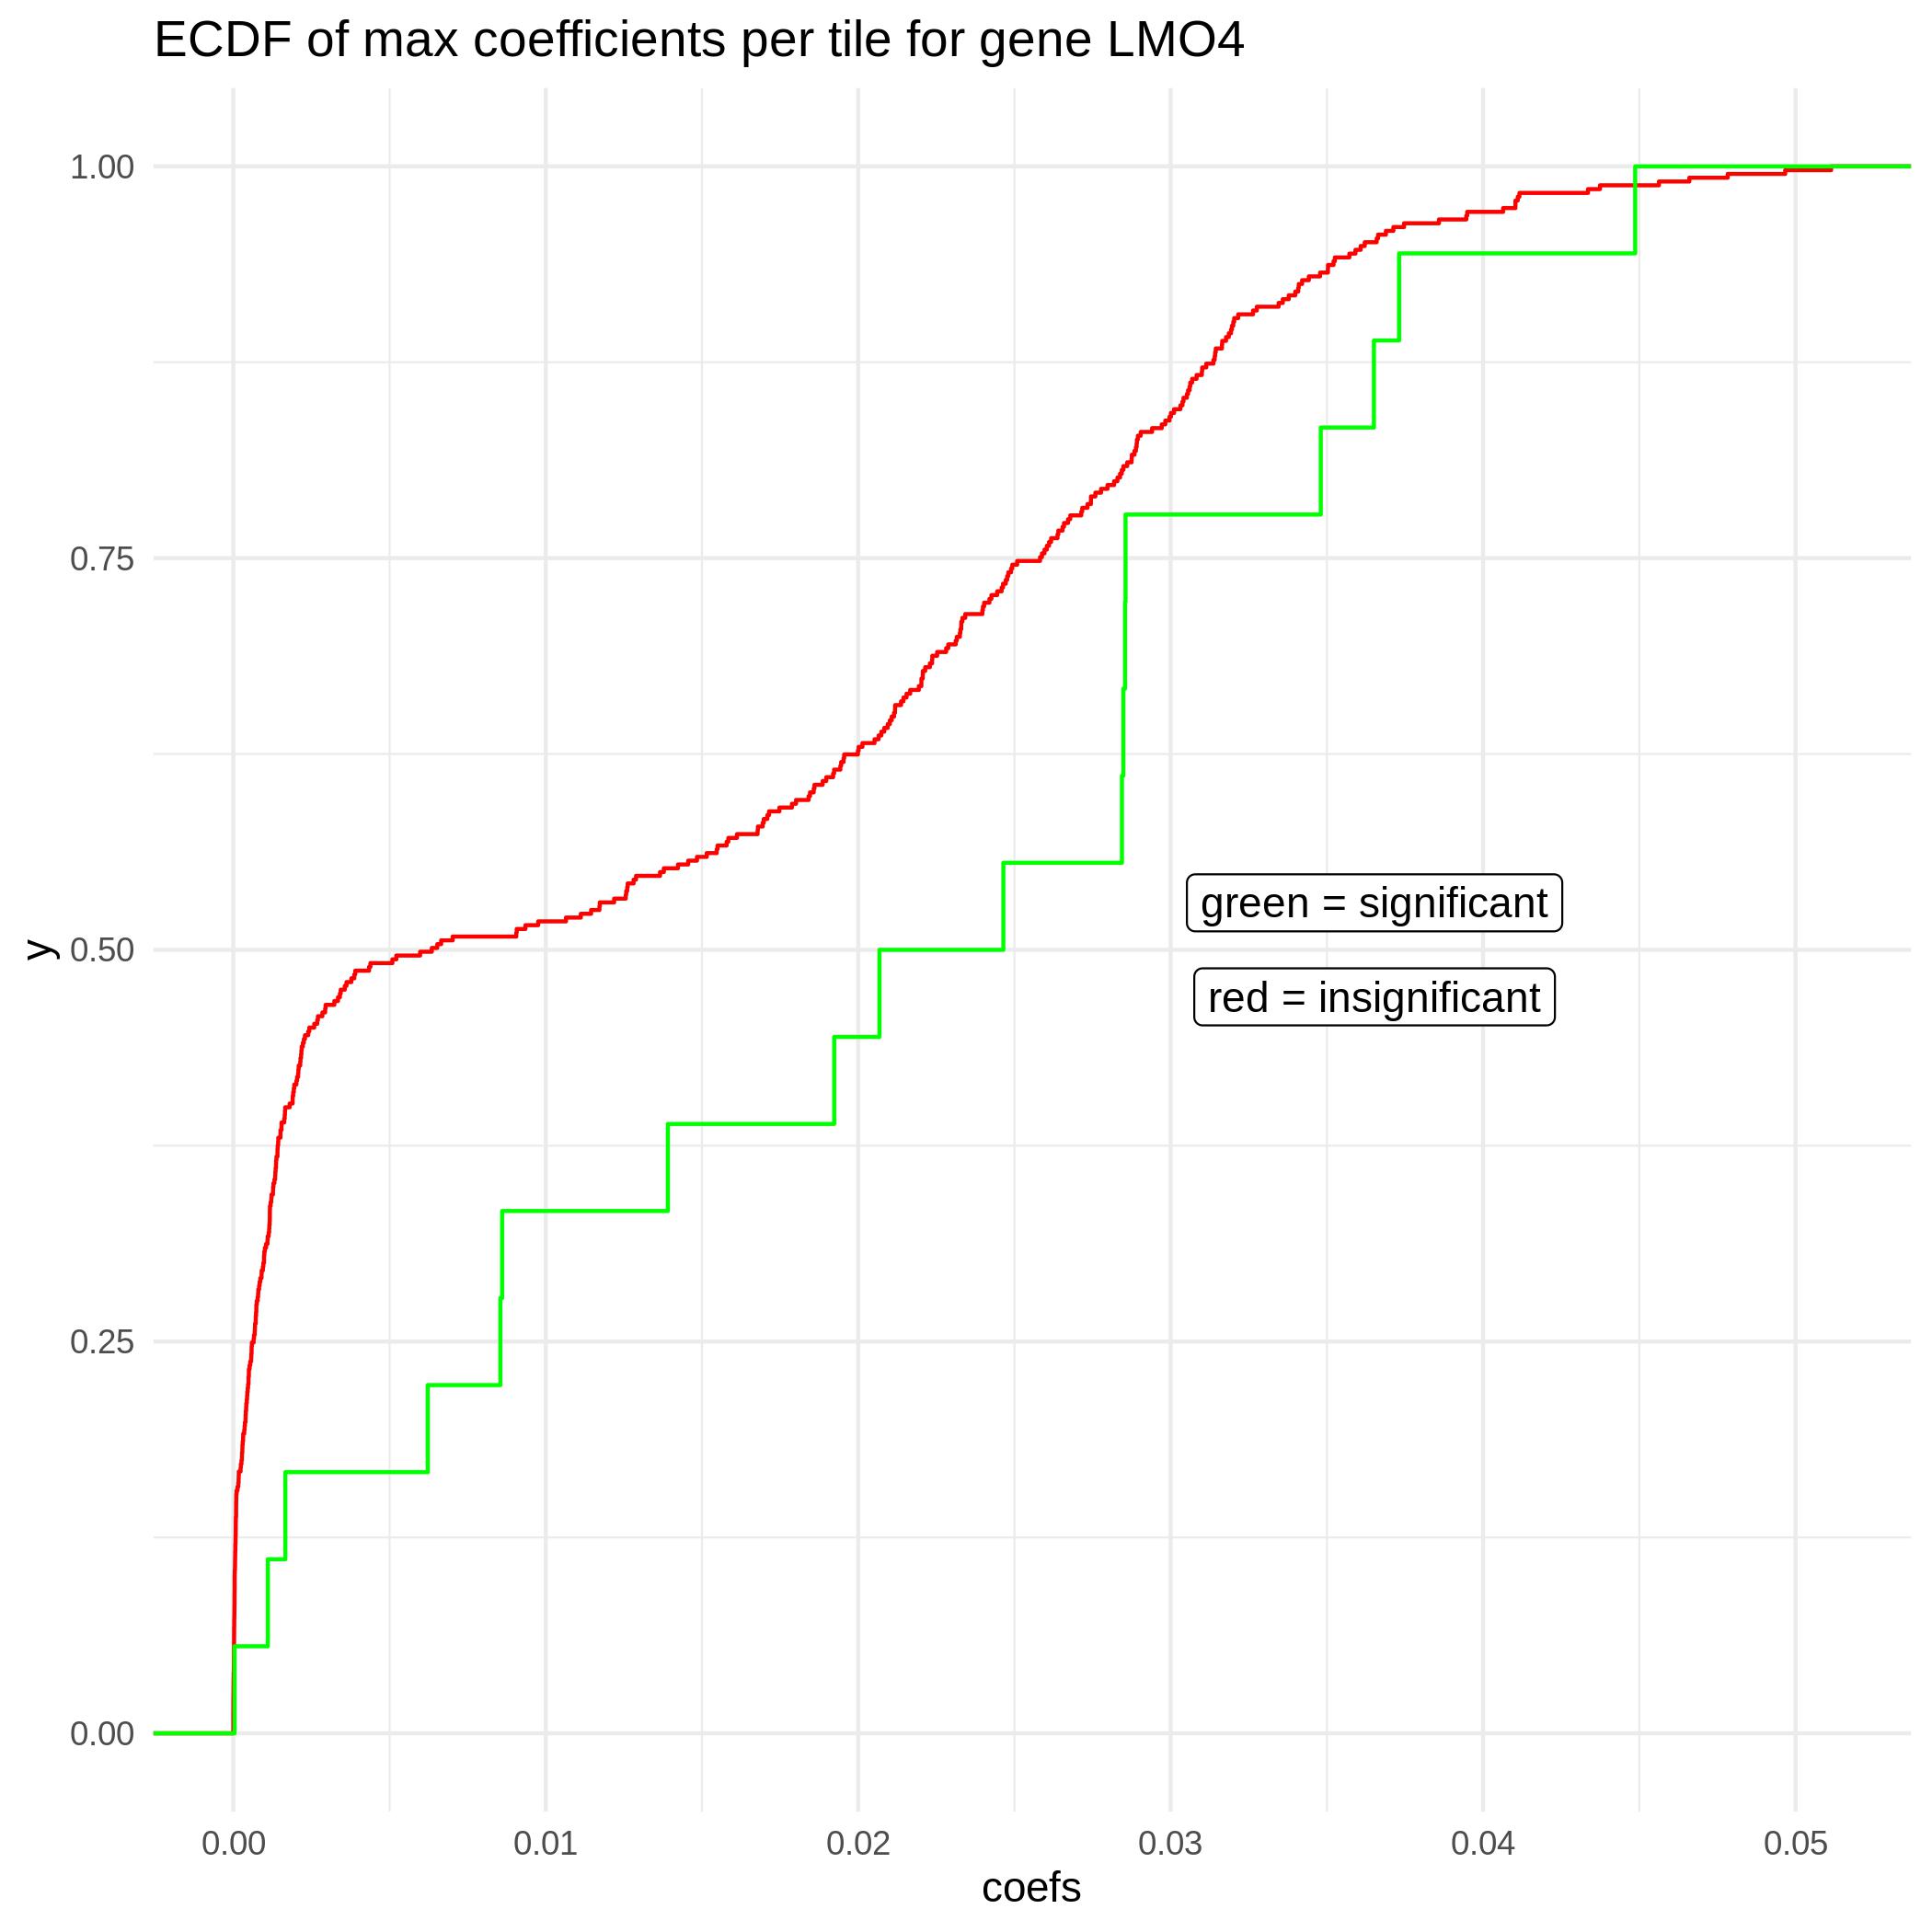 ECDF of max coefficients per tile for gene LMO4
1.00
0.75
0.50
0.25
0.00
y
green = significant
red = insignificant
0.00 0.01 0.02 0.03 0.04 0.05
coefs